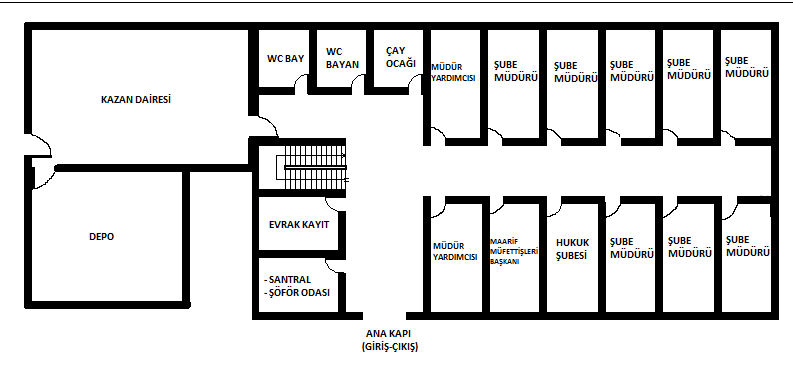 WC BAY
WC
BAYAN
ÇAY
OCAĞI
MÜDÜR
YARDIMCISI
ŞUBE
MÜDÜRÜ
ŞUBE
MÜDÜRÜ
ŞUBE
MÜDÜRÜ
ŞUBE
MÜDÜRÜ
ŞUBE
MÜDÜRÜ
KAZAN DAİRESİ
DEPO
EVRAK KAYIT
- SANTRAL
- ŞÖFÖR ODASI
MÜDÜR
YARDIMCISI
MAARİF
MÜFETTİŞLERİ
BAŞKANI
HUKUK
ŞUBESİ
ŞUBE
MÜDÜRÜ
ŞUBE
MÜDÜRÜ
ŞUBE
MÜDÜRÜ
ANA KAPI
(GİRİŞ-ÇIKIŞ)